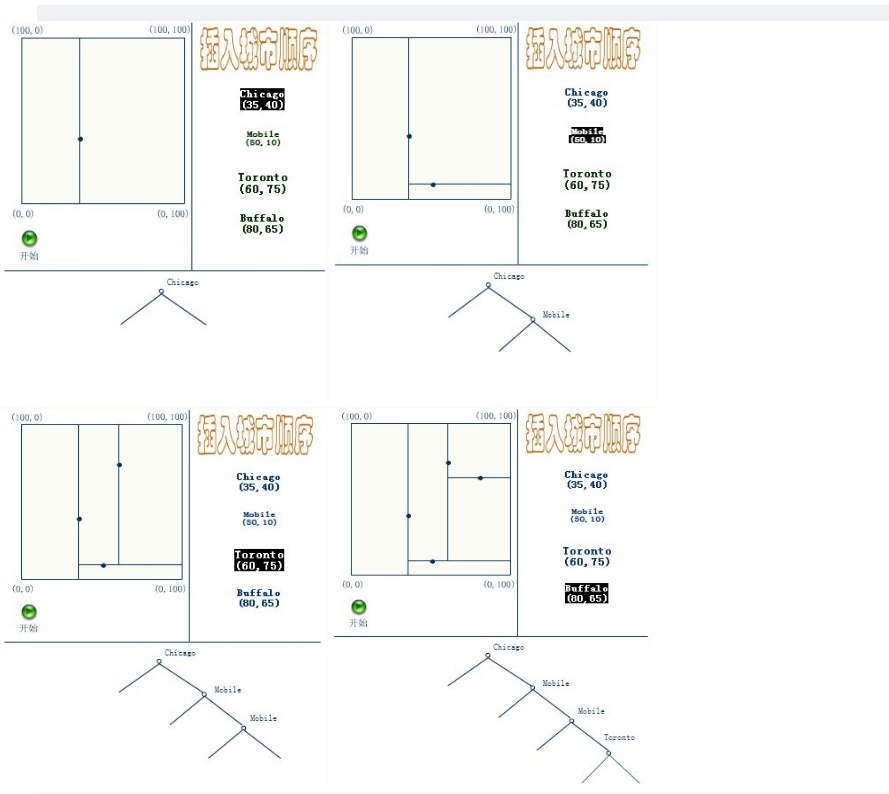 (100, 0)
(100, 100)
插入城市顺序
Chicago
(35, 40)
Mobile
(50, 10)
Toronto
(60, 75)
Buffalo
(80, 65)
(0, 0)
(0, 100)
开始
Chicago
(100, 0)
(100, 100)
插入城市顺序
Chicago
(35, 40)
Mobile
(50, 10)
Toronto
(60, 75)
Buffalo
(80, 65)
(0, 0)
(0, 100)
开始
Chicago
Mobile
(100, 0)
(100, 100)
插入城市顺序
Chicago
(35, 40)
Mobile
(50, 10)
Toronto
(60, 75)
Buffalo
(80, 65)
(0, 0)
(0, 100)
开始
Chicago
Mobile
Mobile
(100, 0)
(100, 100)
插入城市顺序
Chicago
(35, 40)
Mobile
(50, 10)
Toronto
(60, 75)
Buffalo
(80, 65)
(0, 0)
(0, 100)
开始
Chicago
Mobile
Mobile
Toronto